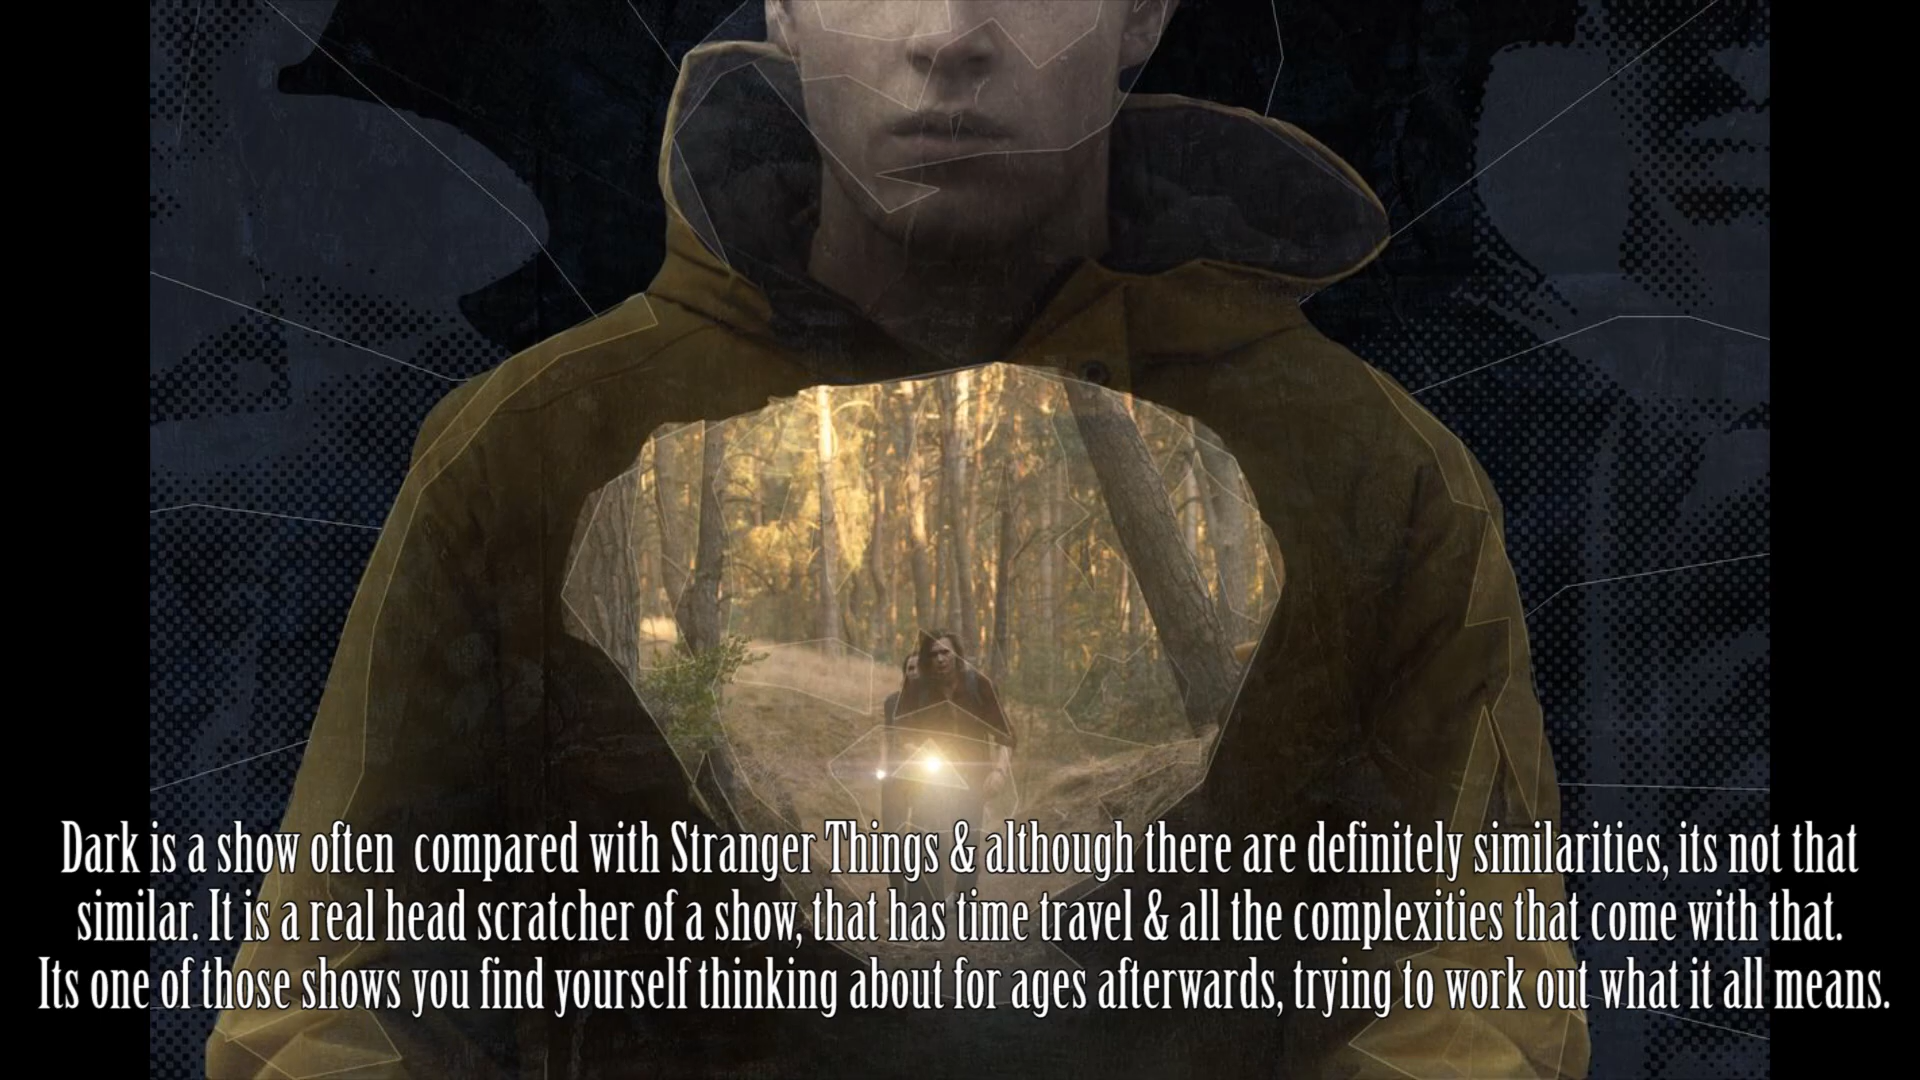 Dark is a show often  compared with Stranger Things & although there are definitely similarities, its not that
similar. It is a real head scratcher of a show, that has time travel & all the complexities that come with that.
Its one of those shows you find yourself thinking about for ages afterwards, trying to work out what it all means.